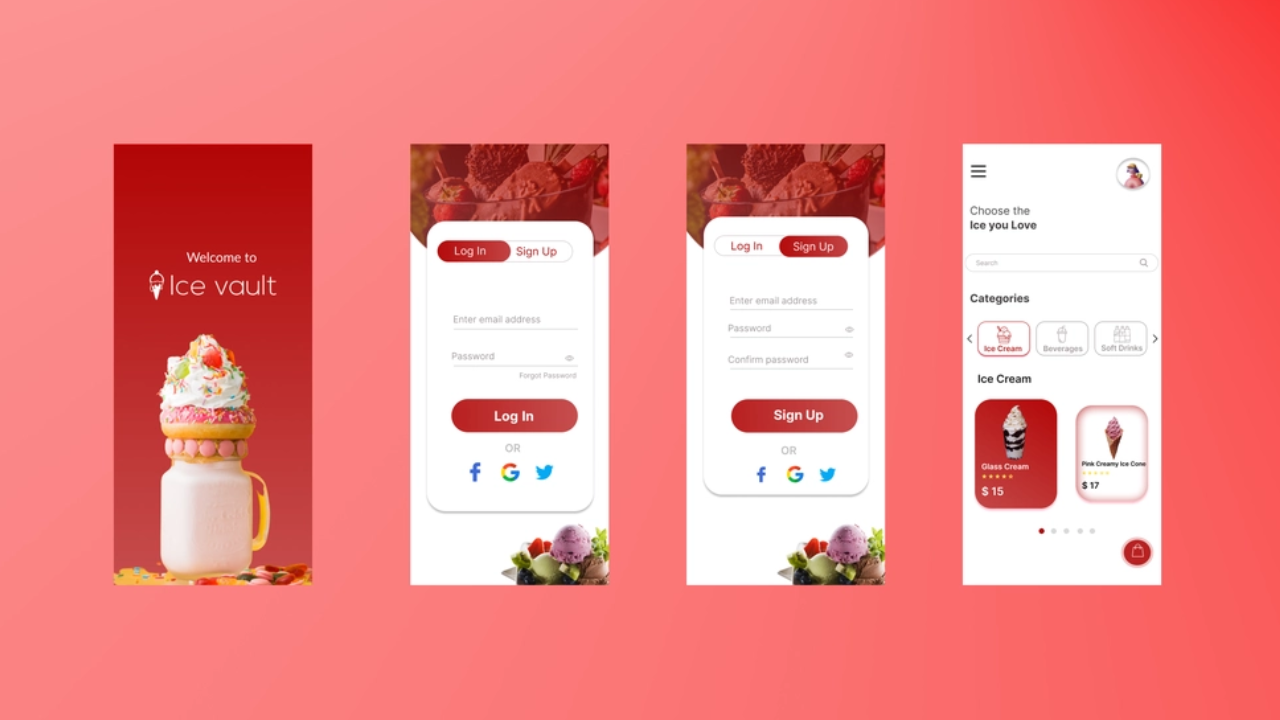 Welcome to
Ice vault
Log In
Sign Up
Enter email address
Password
Forgot Password
Log In
OR
Log In
Sign Up
Enter email address
Password
Confirm password
Sign Up
OR
Choose the
Ice you Love
Search
Categories
Ice Cream
Beverages
Soft Drinks
Ice Cream
Glass Cream
$ 15
Pink Creamy Ice Cone
$ 17